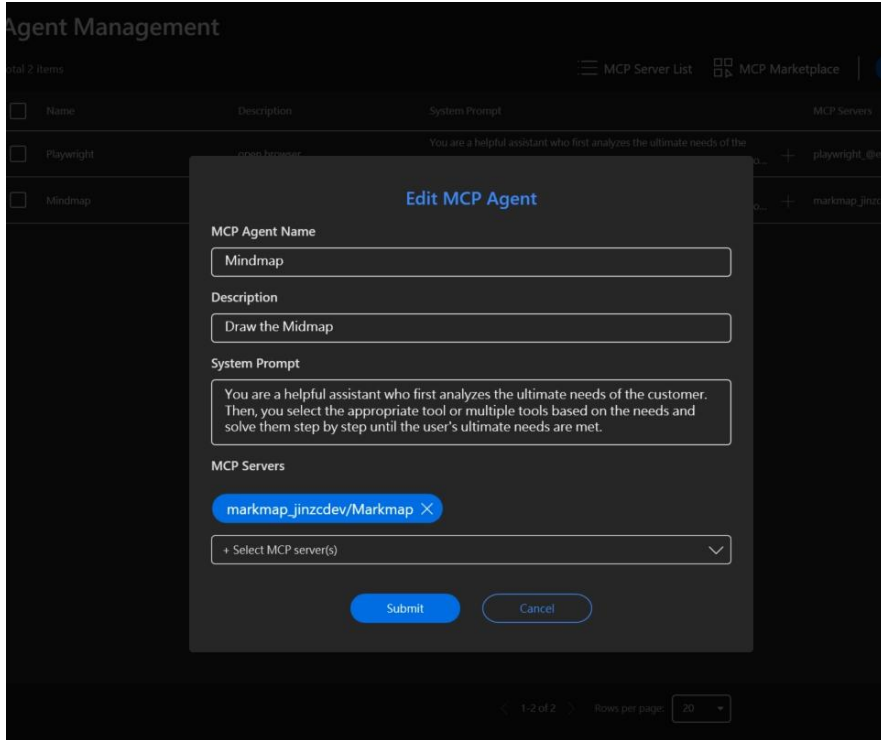 Agent Management
otal 2 items
MCP Server List
MCP Marketplace
Name
Description
System Prompt
MCP Servers
Playwright
open browser
You are a helpful assistant who first analyzes the ultimate needs of the
o...
playwright_@e
Mindmap
o...
markmap_jinzc
Edit MCP Agent
MCP Agent Name
Mindmap
Description
Draw the Midmap
System Prompt
You are a helpful assistant who first analyzes the ultimate needs of the customer.
Then, you select the appropriate tool or multiple tools based on the needs and
solve them step by step until the user's ultimate needs are met.
MCP Servers
markmap_jinzcdev/Markmap
+ Select MCP server(s)
Submit
Cancel
1-2 of 2
Rows per page:
20